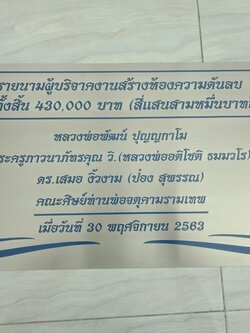 รายนามผู้บริจาคงานสร้างห้องความดันลบ
ทั้งสิ้น 430,000 บาท (สี่แสนสามหมื่นบาท
หลวงพ่อพัฒน์ ปุญญกาโม
พระครูภาวนาภัทรคุณ วิ.(หลวงพ่ออติโชติ ธมมวโร)
ดร.เสมอ งิ้วงาม (ป๋อง สุพรรณ)
คณะศิษย์ท่านพ่อจตุคามรามเทพ
เมื่อวันที่ 30 พฤศจิกายน 2563